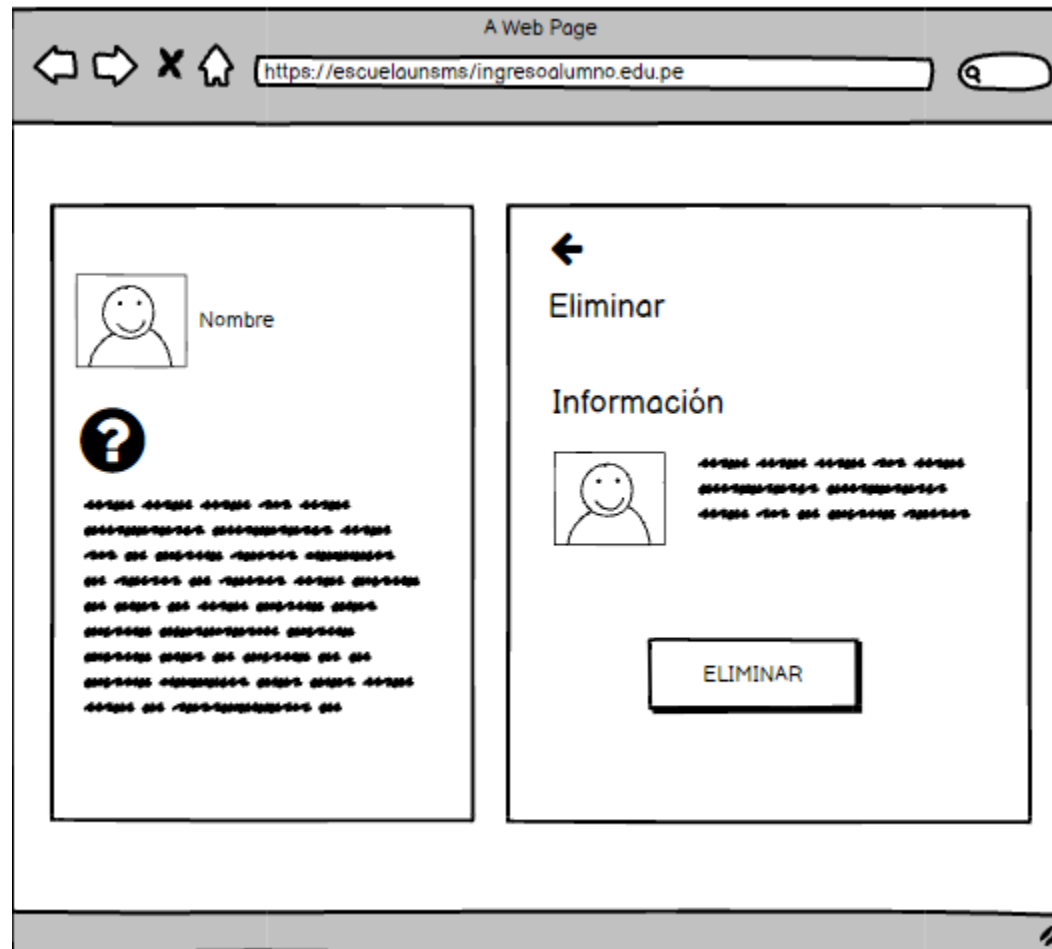 A Web Page
https://escuelaunsms/ingresoalumno.edu.pe
Nombre
?
Eliminar
Información
ELIMINAR